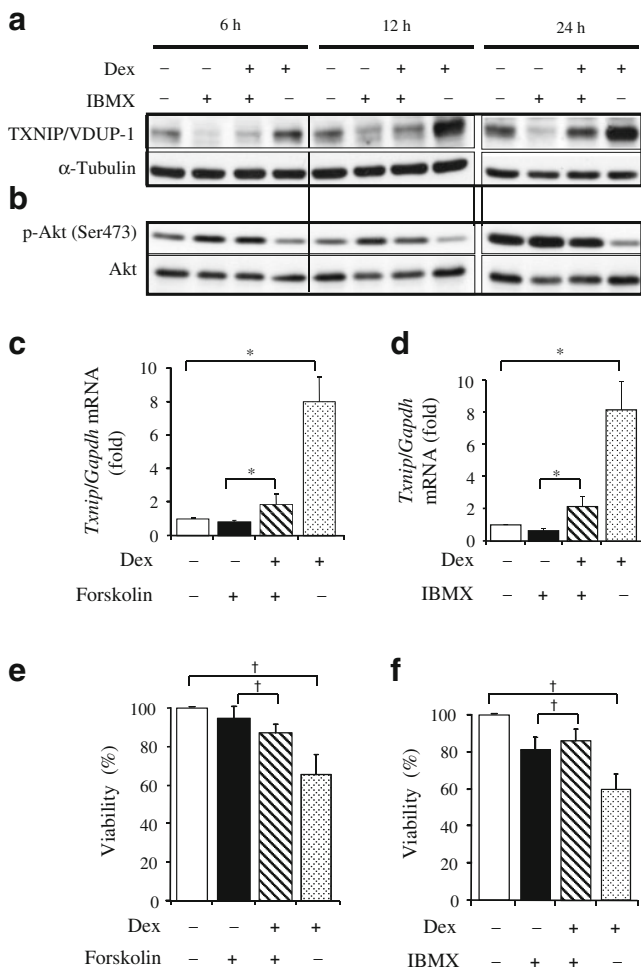 a
6 h 12 h 24 h
Dex – – + + – – + + – – + +
IBMX – + + – – + + – – + + –
TXNIP/VDUP-1
α-Tubulin
b
p-Akt (Ser473)
Akt
c
Txnip/Gapdh mRNA
(fold)
10
8
6
4
2
0
*
*
Dex – – + +
Forskolin – + + –
d
Txnip/Gapdh
mRNA (fold)
10
8
6
4
2
0
*
*
Dex – – + +
IBMX – + + –
e
Viability (%)
100
80
60
40
20
0
†
†
Dex – – + +
Forskolin – + + –
f
Viability (%)
100
80
60
40
20
0
†
†
Dex – – + +
IBMX – + + –